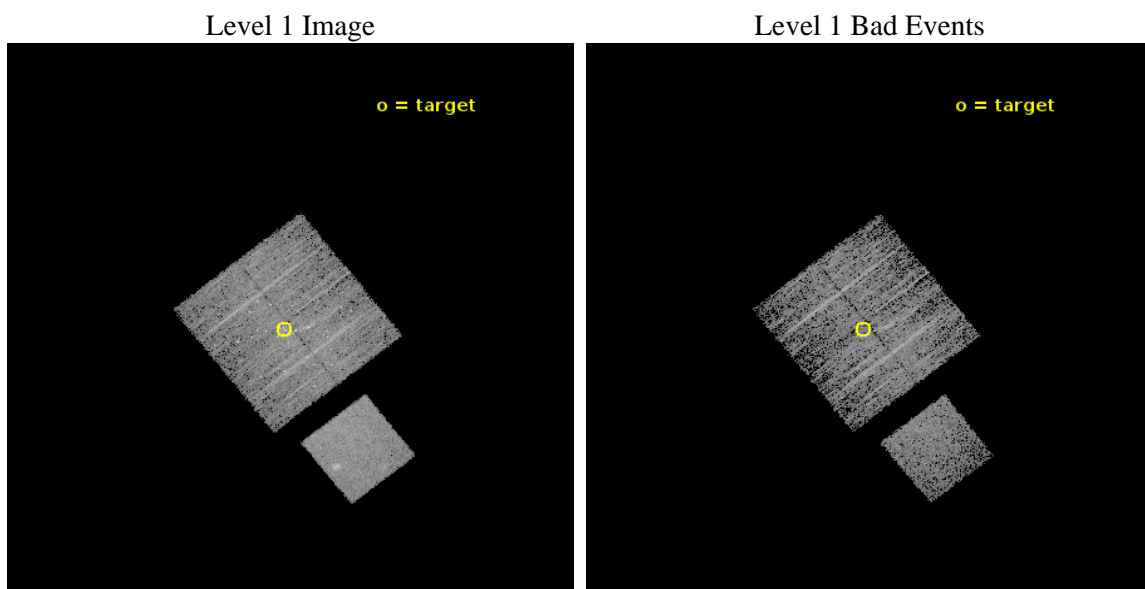 Level 1 Image
Level 1 Bad Events
o = target
o = target